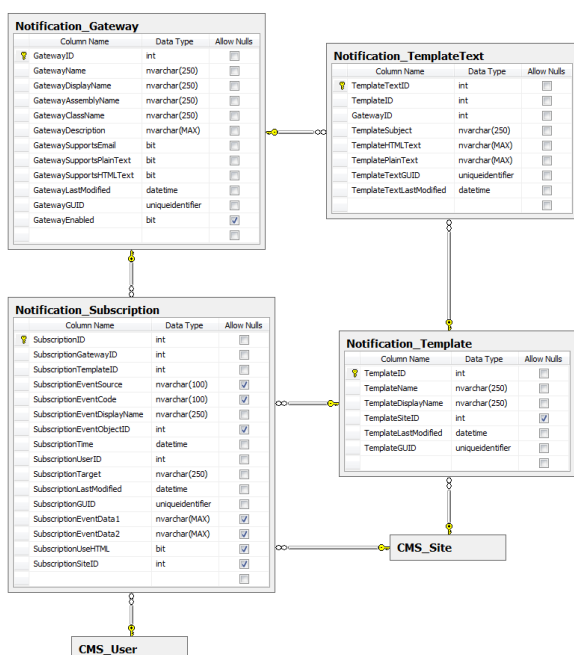 Notification_Gateway
Column Name Data Type Allow Nulls
GatewayID int
GatewayName nvarchar(250)
GatewayDisplayName nvarchar(250)
GatewayAssemblyName nvarchar(250)
GatewayClassName nvarchar(250)
GatewayDescription nvarchar(MAX)
GatewaySupportsEmail bit
GatewaySupportsPlainText bit
GatewaySupportsHTMLText bit
GatewayLastModified datetime
GatewayGUID uniqueidentifier
GatewayEnabled bit
Notification_TemplateText
Column Name Data Type Allow Nulls
TemplateTextID int
TemplateID int
GatewayID int
TemplateSubject nvarchar(250)
TemplateHTMLText nvarchar(MAX)
TemplatePlainText nvarchar(MAX)
TemplateTextGUID uniqueidentifier
TemplateTextLastModified datetime
Notification_Subscription
Column Name Data Type Allow Nulls
SubscriptionID int
SubscriptionGatewayID int
SubscriptionTemplateID int
SubscriptionEventSource nvarchar(100)
SubscriptionEventCode nvarchar(100)
SubscriptionEventDisplayName nvarchar(250)
SubscriptionEventObjectID int
SubscriptionTime datetime
SubscriptionUserID int
SubscriptionTarget nvarchar(250)
SubscriptionLastModified datetime
SubscriptionGUID uniqueidentifier
SubscriptionEventData1 nvarchar(MAX)
SubscriptionEventData2 nvarchar(MAX)
SubscriptionUseHTML bit
SubscriptionSiteID int
Notification_Template
Column Name Data Type Allow Nulls
TemplateID int
TemplateName nvarchar(250)
TemplateDisplayName nvarchar(250)
TemplateSiteID int
TemplateLastModified datetime
TemplateGUID uniqueidentifier
CMS_Site
CMS_User